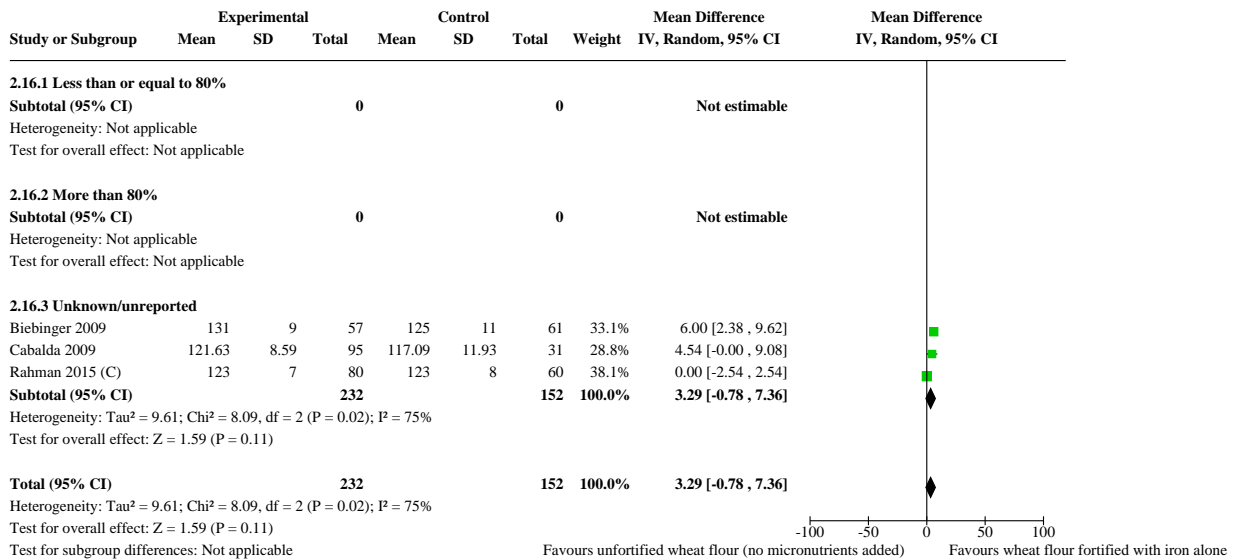 Experimental Control Mean Difference Mean Difference
Study or Subgroup Mean SD Total Mean SD Total Weight IV, Random, 95% CI IV, Random, 95% CI
2.16.1 Less than or equal to 80%
Subtotal (95% CI) 0 0 Not estimable
Heterogeneity: Not applicable
Test for overall effect: Not applicable
2.16.2 More than 80%
Subtotal (95% CI) 0 0 Not estimable
Heterogeneity: Not applicable
Test for overall effect: Not applicable
2.16.3 Unknown/unreported
Biebinger 2009 131 9 57 125 11 61 33.1% 6.00 [2.38 , 9.62]
Cabalda 2009 121.63 8.59 95 117.09 11.93 31 28.8% 4.54 [-0.00 , 9.08]
Rahman 2015 (C) 123 7 80 123 8 60 38.1% 0.00 [-2.54 , 2.54]
Subtotal (95% CI) 232 152 100.0% 3.29 [-0.78 , 7.36]
Heterogeneity: Tau² = 9.61; Chi² = 8.09, df = 2 (P = 0.02); I² = 75%
Test for overall effect: Z = 1.59 (P = 0.11)
Total (95% CI) 232 152 100.0% 3.29 [-0.78 , 7.36]
Heterogeneity: Tau² = 9.61; Chi² = 8.09, df = 2 (P = 0.02); I² = 75%
Test for overall effect: Z = 1.59 (P = 0.11)
-100 -50 0 50 100
Test for subgroup differences: Not applicable Favours unfortified wheat flour (no micronutrients added) Favours wheat flour fortified with iron alone